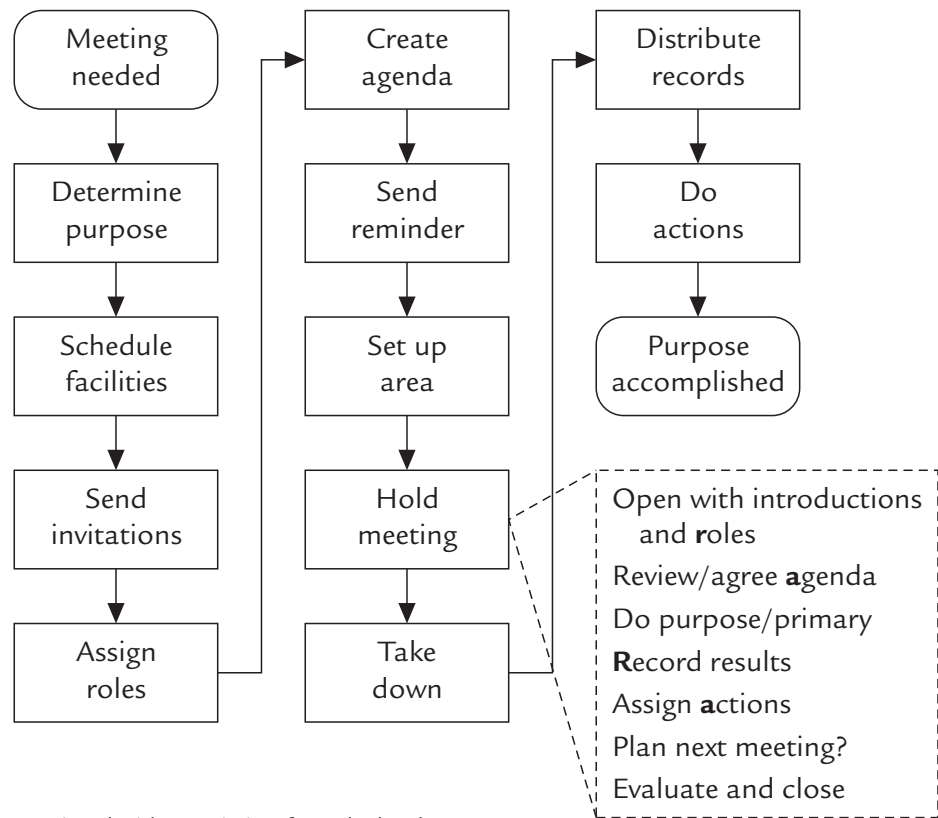 Meeting
needed
Determine
purpose
Schedule
facilities
Send
invitations
Assign
roles
Create
agenda
Send
reminder
Set up
area
Hold
meeting
Take
down
Distribute
records
Do
actions
Purpose
accomplished
Open with introductions
and roles
Review/agree agenda
Do purpose/primary
Record results
Assign actions
Plan next meeting?
Evaluate and close